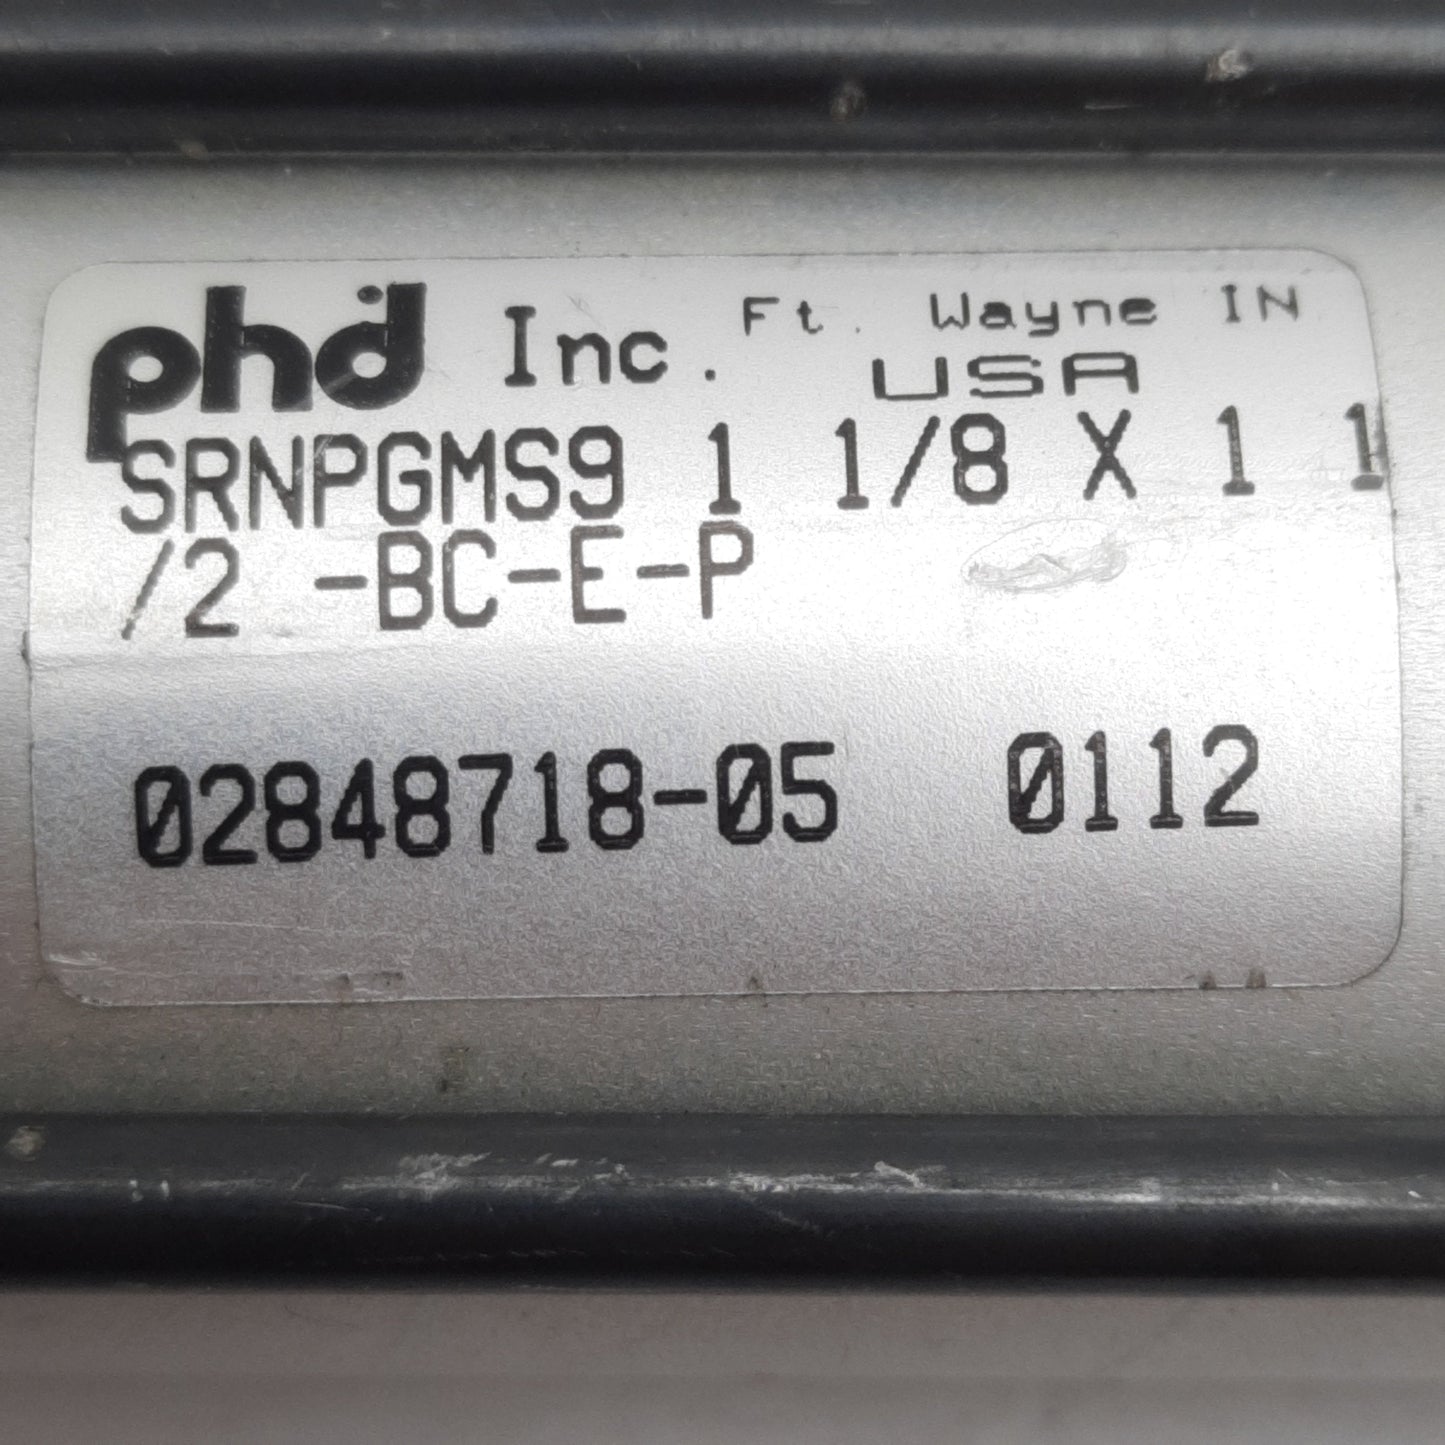 phd Inc. Ft. Wayne IN
USA
SRNPGMS9 1 1/8 X 1 1
/2 -BC-E-P
02848718-05 0112